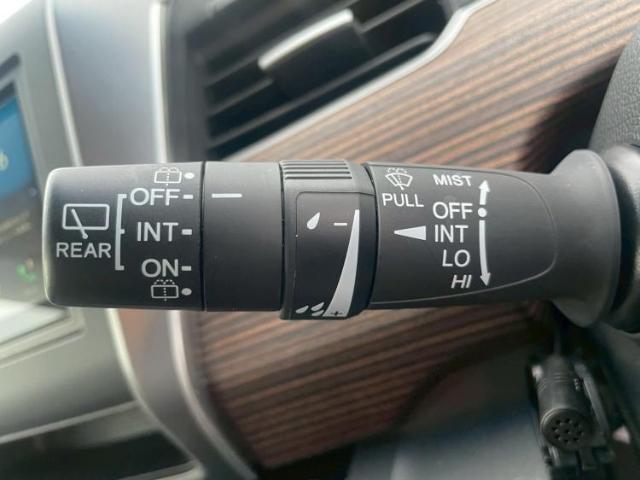 REAR
OFF
INT
ON
- +
PULL
MIST
OFF
INT
LO
HI